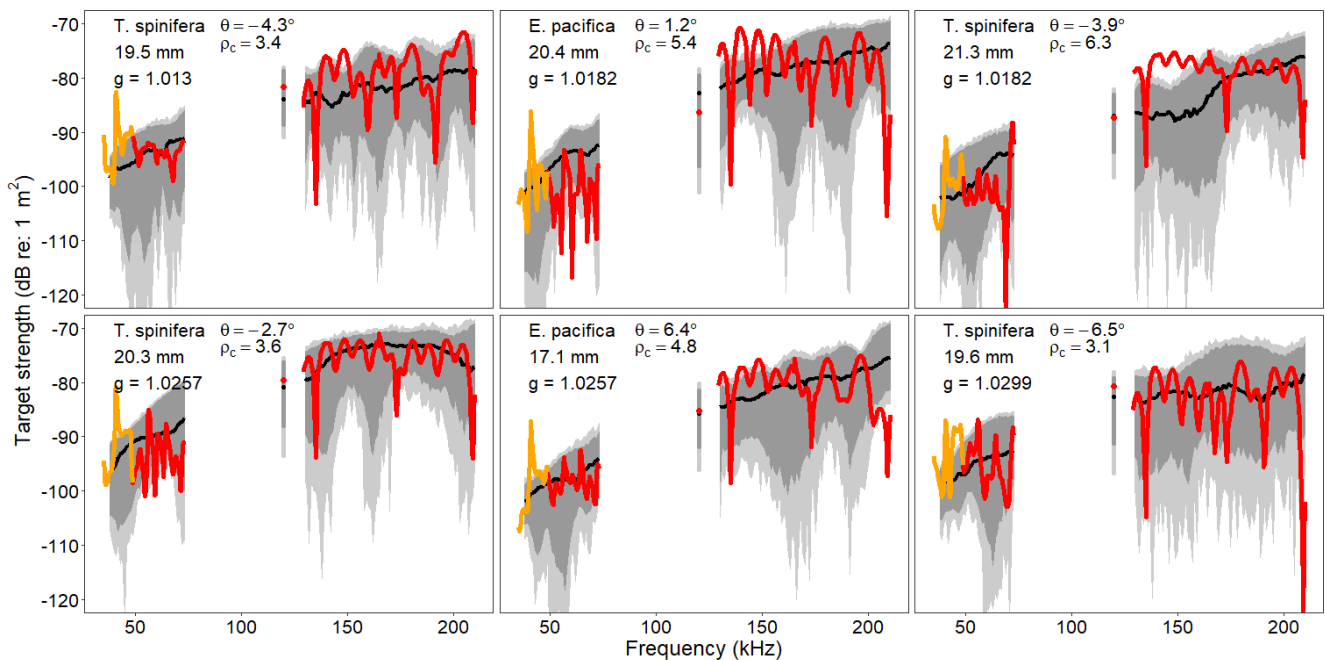 T. spinifera θ = −4.3°
19.5 mm ρc = 3.4
g = 1.013
E. pacifica θ = 1.2°
20.4 mm ρc = 5.4
g = 1.0182
T. spinifera θ = −3.9°
21.3 mm ρc = 6.3
g = 1.0182
-70
-80
-90
-100
-110
-120
T. spinifera θ = −2.7°
20.3 mm ρc = 3.6
g = 1.0257
E. pacifica θ = 6.4°
17.1 mm ρc = 4.8
g = 1.0257
T. spinifera θ = −6.5°
19.6 mm ρc = 3.1
g = 1.0299
-70
-80
-90
-100
-110
-120
Target strength (dB re: 1 m²)
50 100 150 200 50 100 150 200 50 100 150 200
Frequency (kHz)